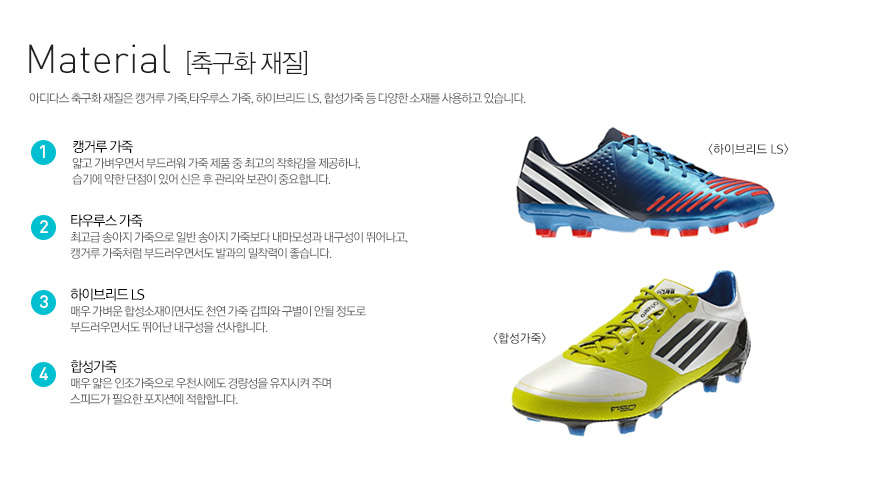 Material [축구화 재질]
아디다스 축구화 재질은 캥거루 가죽,타우루스 가죽, 하이브리드 LS, 합성가죽 등 다양한 소재를 사용하고 있습니다.
1 캥거루 가죽
얇고 가벼우면서 부드러워 가죽 제품 중 최고의 착화감을 제공하나,
습기에 약한 단점이 있어 신은 후 관리와 보관이 중요합니다.
〈하이브리드 LS〉
2 타우루스 가죽
최고급 송아지 가죽으로 일반 송아지 가죽보다 내마모성과 내구성이 뛰어나고,
캥거루 가죽처럼 부드러우면서도 발과의 밀착력이 좋습니다.
3 하이브리드 LS
매우 가벼운 합성소재이면서도 천연 가죽 갑피와 구별이 안될 정도로
부드러우면서도 뛰어난 내구성을 선사합니다.
〈합성가죽〉
4 합성가죽
매우 얇은 인조가죽으로 우천시에도 경량성을 유지시켜 주며
스피드가 필요한 포지션에 적합합니다.
F50